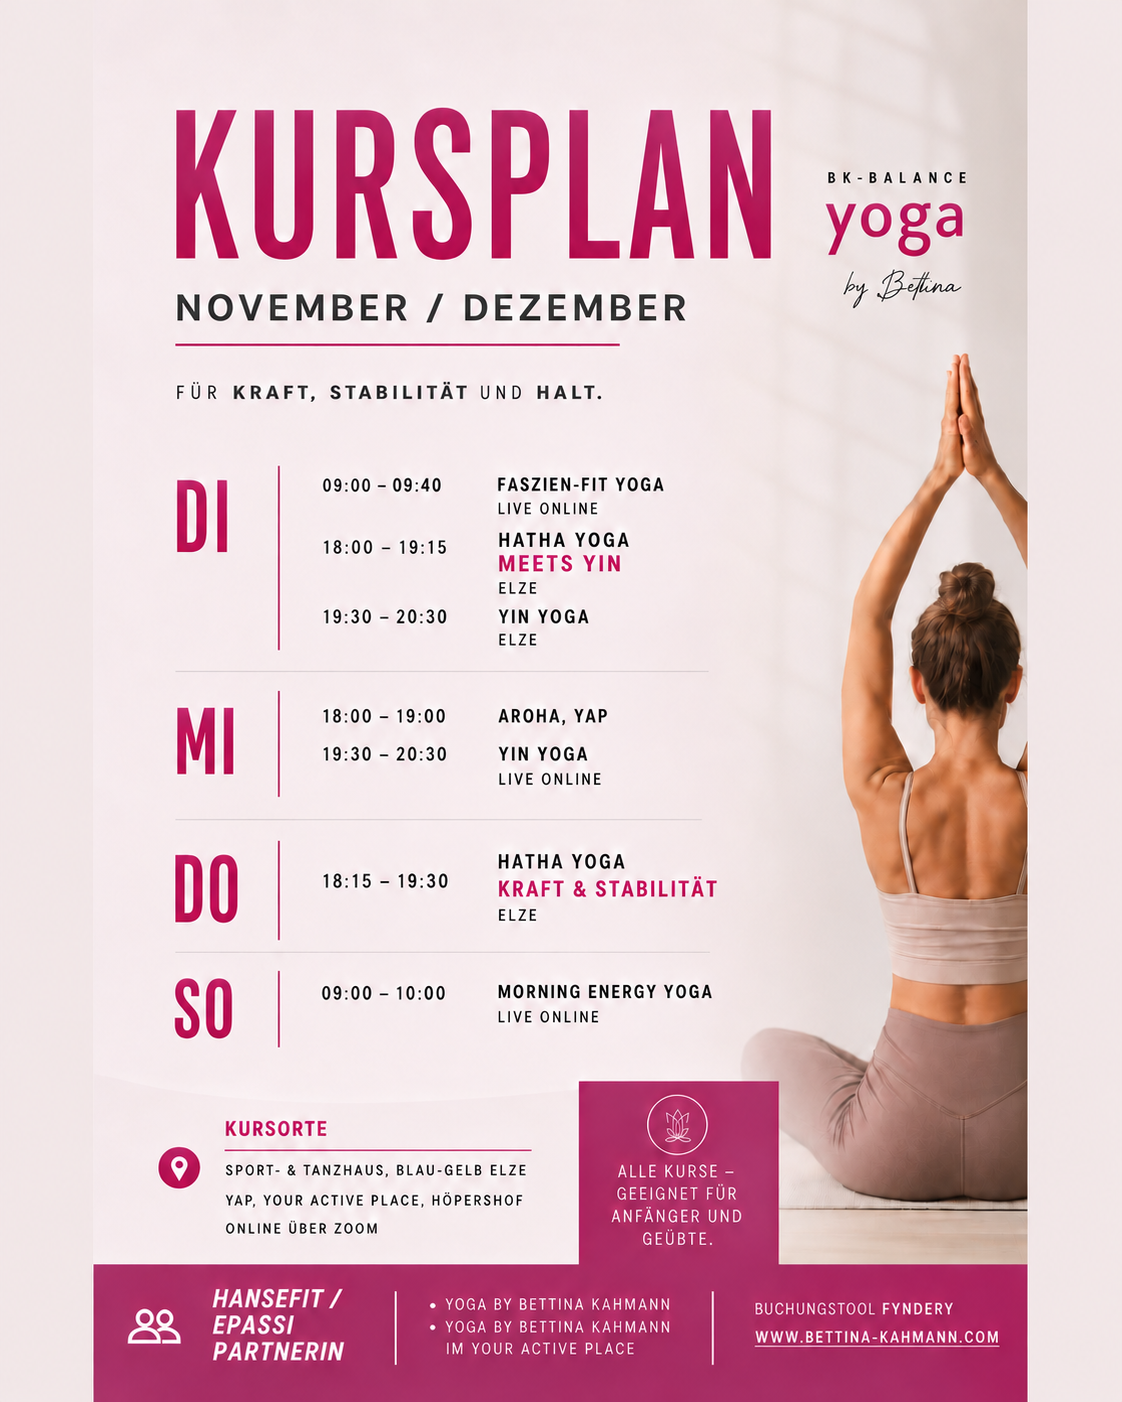 KURSPLAN
NOVEMBER / DEZEMBER
FÜR KRAFT, STABILITÄT UND HALT.
BK-BALANCE
yoga
by Bettina
DI
09:00 – 09:40
FASZIEN-FIT YOGA
LIVE ONLINE
18:00 – 19:15
HATHA YOGA
MEETS YIN
ELZE
19:30 – 20:30
YIN YOGA
ELZE
MI
18:00 – 19:00
AROHA, YAP
19:30 – 20:30
YIN YOGA
LIVE ONLINE
DO
18:15 – 19:30
HATHA YOGA
KRAFT & STABILITÄT
ELZE
SO
09:00 – 10:00
MORNING ENERGY YOGA
LIVE ONLINE
KURSORTE
SPORT- & TANZHAUS, BLAU-GELB ELZE
YAP, YOUR ACTIVE PLACE, HÖPERSHOF
ONLINE ÜBER ZOOM
ALLE KURSE –
GEEIGNET FÜR
ANFÄNGER UND
GEÜBTE.
HANSEFIT /
EPASSI
PARTNERIN
• YOGA BY BETTINA KAHMANN
• YOGA BY BETTINA KAHMANN
IM YOUR ACTIVE PLACE
BUCHUNGSTOOL FYNDERY
WWW.BETTINA-KAHMANN.COM